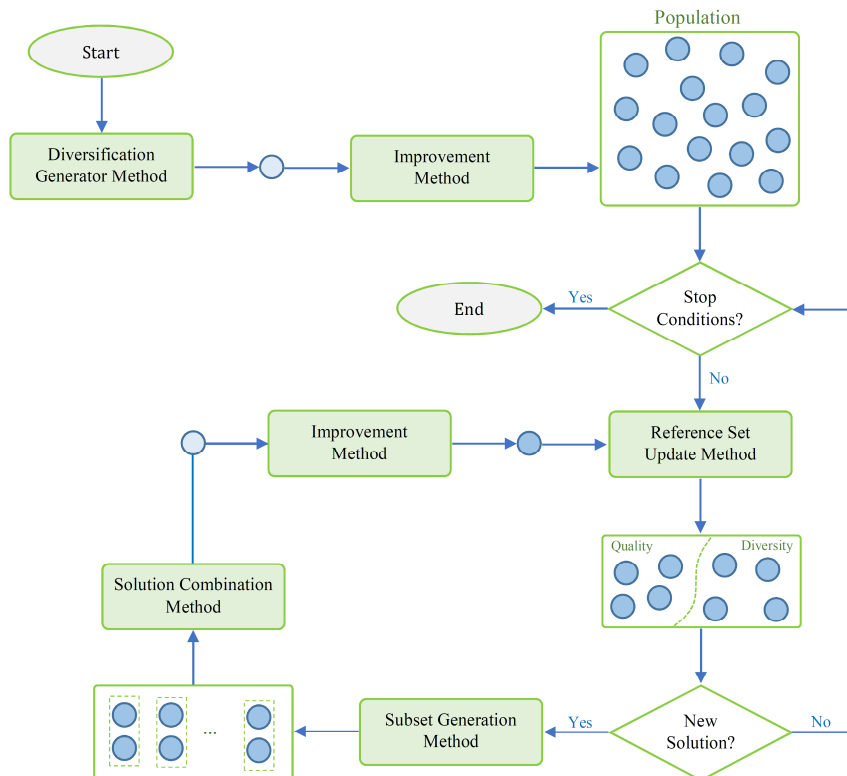 Population
Start
Diversification
Generator Method
Improvement
Method
Stop
Conditions?
Yes
End
No
Improvement
Method
Reference Set
Update Method
Quality
Diversity
Solution Combination
Method
Subset Generation
Method
Yes
New
Solution?
No
...